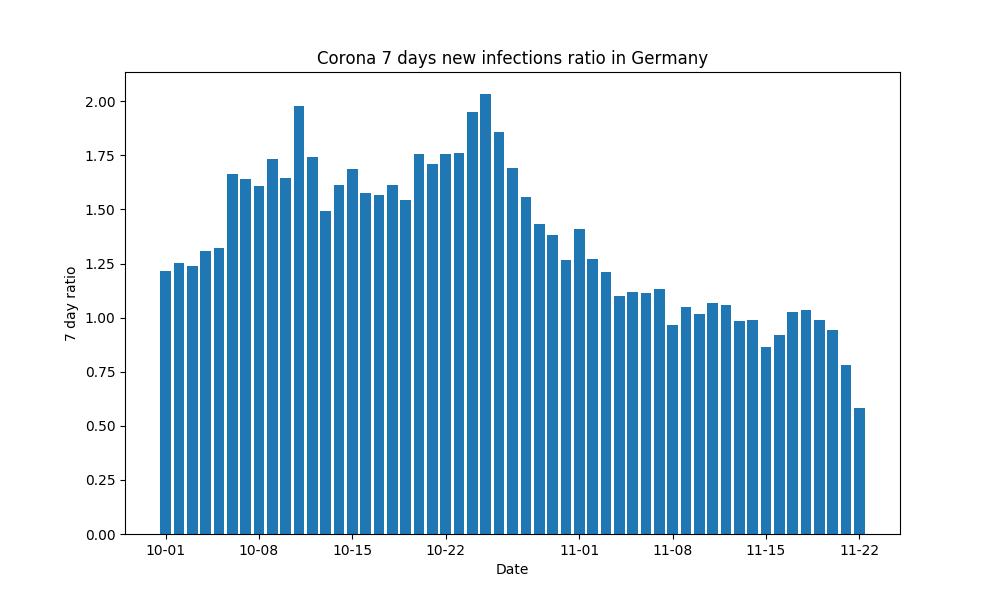 Corona 7 days new infections ratio in Germany
2.00
1.75
1.50
1.25
1.00
0.75
0.50
0.25
0.00
7 day ratio
10-01 10-08 10-15 10-22 11-01 11-08 11-15 11-22
Date